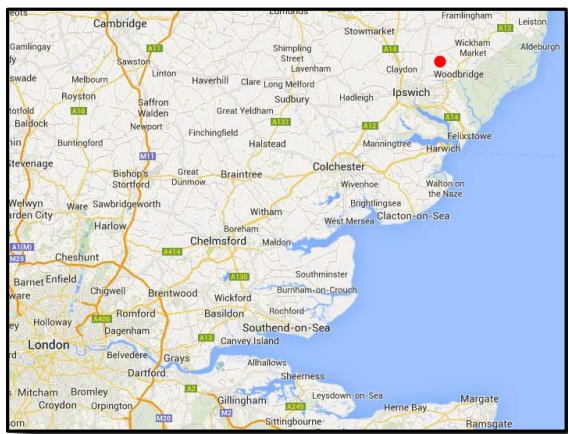 Framlingham
Leiston
Cambridge
A12
Stowmarket
Gamlingay
A11
A14
Wickham
Market
Shimpling
Street
Aldeburgh
Sawston
Linton
Lavenham
Claydon
Woodbridge
Melbourn
Haverhill
Clare
Long Melford
Ipswich
Royston
Saffron
Walden
Sudbury
Hadleigh
A10
Great Yeldham
Baldock
Newport
A131
A12
A14
Felixstowe
Finchingfield
Buntingford
Halstead
Manningtree
Harwich
M11
Colchester
Bishop's
Stortford
Great
Dunmow
Braintree
Wivenhoe
Walton on
the Naze
Ware
Sawbridgeworth
Brightlingsea
Witham
West Mersea
Clacton-on-Sea
Harlow
Boreham
Chelmsford
Maldon
A1(M)
M25
A414
Cheshunt
Southminster
A130
Barnet
Enfield
Chigwell
Brentwood
Wickford
Burnham-on-Crouch
Holloway
A406
Romford
Basildon
Rochford
Dagenham
Southend-on-Sea
London
A13
Canvey Island
Belvedere
Grays
Allhallows
Dartford
Sheerness
A2
Mitcham
Bromley
Gillingham
Leysdown-on-Sea
Margate
Croydon
Orpington
M2
A249
Herne Bay
M20
Sittingbourne
Ramsgate